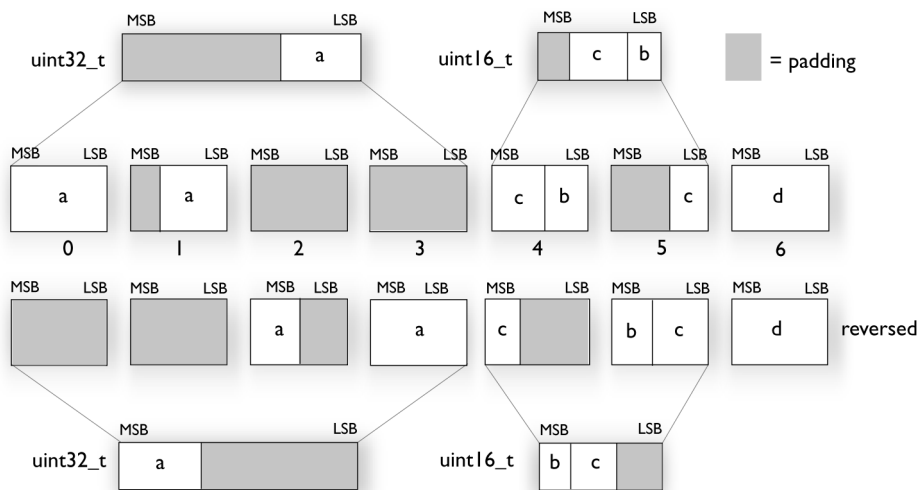 MSB LSB MSB LSB
uint32_t a uint16_t c b = padding
MSB LSB MSB LSB MSB LSB MSB LSB MSB LSB MSB LSB MSB LSB
a a c b c d
0 1 2 3 4 5 6
MSB LSB MSB LSB MSB LSB MSB LSB MSB LSB MSB LSB MSB LSB
a a c b c d reversed
MSB LSB MSB LSB
uint32_t a uint16_t b c